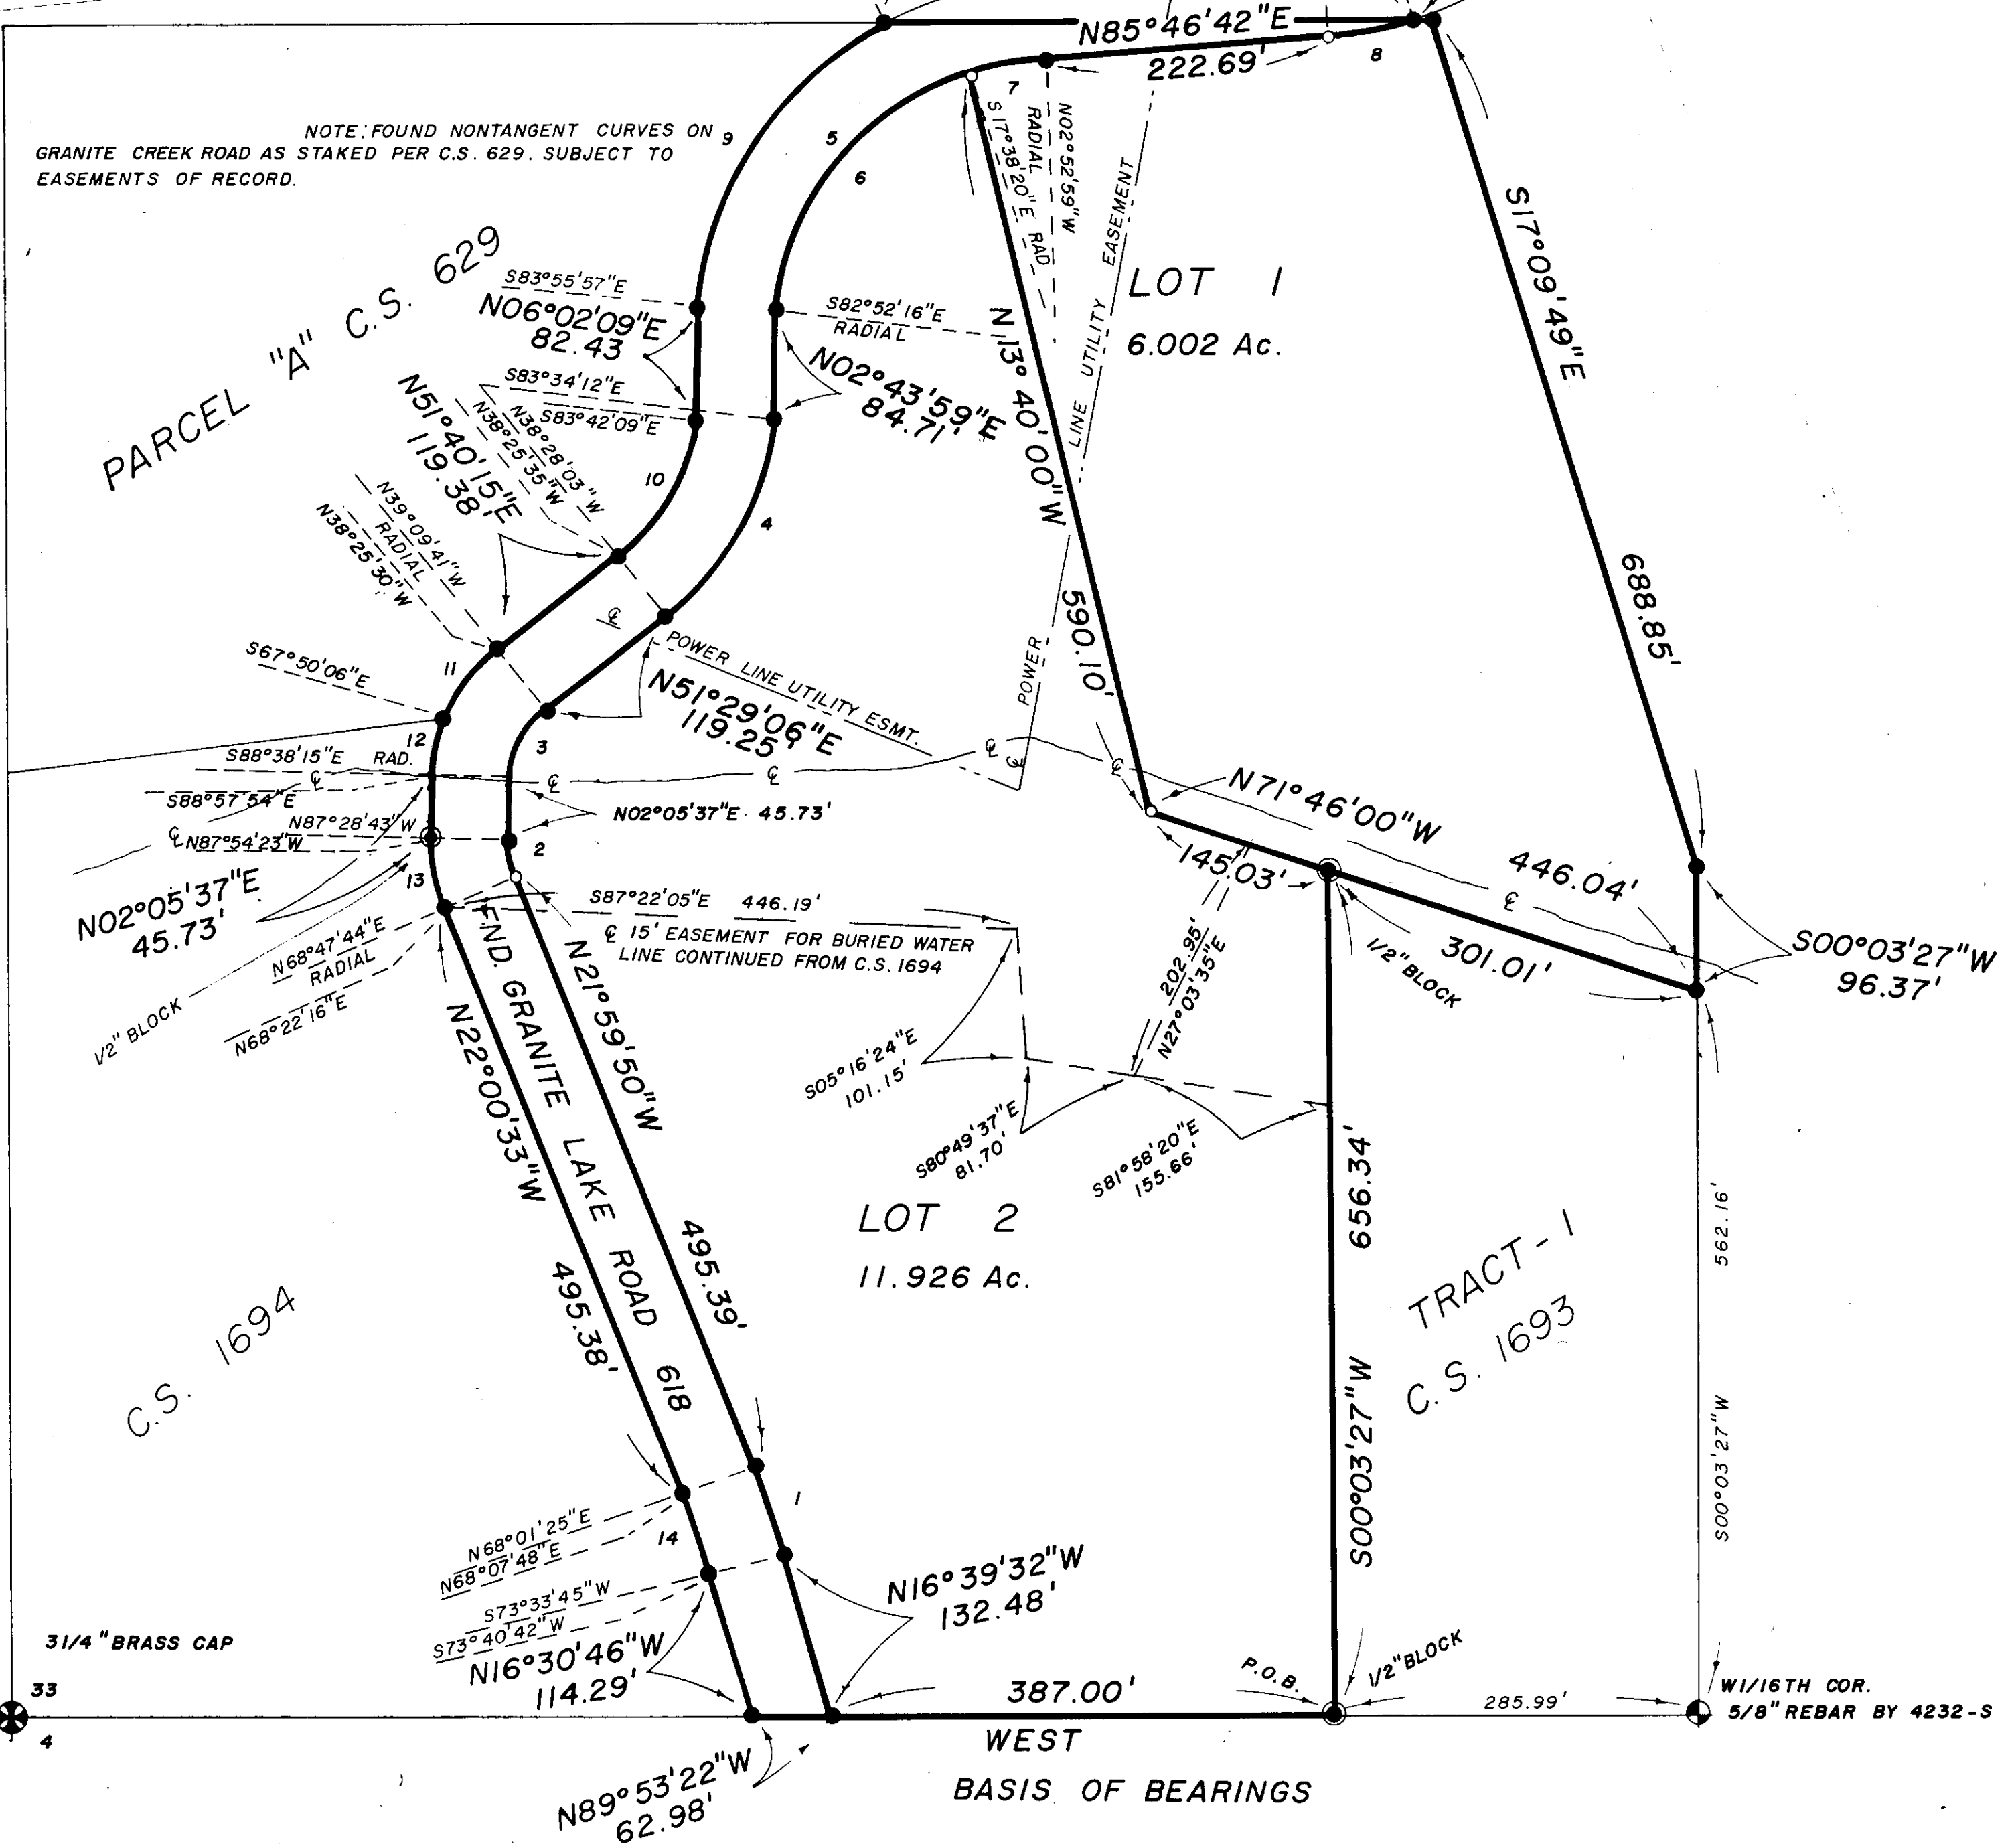 N85°46'42"E
222.69'
8
7
9
5
6
NOTE: FOUND NONTANGENT CURVES ON
GRANITE CREEK ROAD AS STAKED PER C.S. 629. SUBJECT TO
EASEMENTS OF RECORD.
S17°38'20"E RAD
N02°52'59"W
RADIAL
LINE UTILITY EASEMENT
POWER
S17°09'49"E
688.85'
PARCEL "A" C.S. 629
LOT 1
6.002 Ac.
S83°55'57"E
N06°02'09"E
82.43
S82°52'16"E
RADIAL
N02°43'59"E
84.71'
S83°34'12"E
S83°42'09"E
N13°40'00"W
590.10'
N51°40'15"E
119.38'
N38°28'03"W
N38°25'35"W
10
4
N39°09'41"W
RADIAL
N38°25'30"W
℄
POWER LINE UTILITY ESMT.
N51°29'06"E
119.25'
S67°50'06"E
11
12
3
S88°38'15"E RAD.
℄
℄
℄
℄
℄
℄
S88°57'54"E
N02°05'37"E 45.73'
N87°28'43"W
℄
N87°54'23"W
2
13
N02°05'37"E
45.73'
N71°46'00"W
446.04'
℄
145.03'
301.01'
1/2" BLOCK
S00°03'27"W
96.37'
S87°22'05"E 446.19'
℄ 15' EASEMENT FOR BURIED WATER
LINE CONTINUED FROM C.S. 1694
N68°47'44"E
RADIAL
N68°22'16"E
1/2" BLOCK
202.95'
N27°03'35"E
S05°16'24"E
101.15'
S80°49'37"E
81.70'
S81°58'20"E
155.66'
N22°00'33"W
495.38'
FND. GRANITE LAKE ROAD 618
N21°59'50"W
495.39'
LOT 2
11.926 Ac.
656.34'
S00°03'27"W
TRACT-1
C.S. 1693
562.16'
S00°03'27"W
C.S. 1694
1
14
N68°01'25"E
N68°07'48"E
S73°33'45"W
S73°40'42"W
N16°30'46"W
114.29'
N16°39'32"W
132.48'
3 1/4" BRASS CAP
33
4
387.00'
P.O.B.
1/2" BLOCK
285.99'
W1/16TH COR.
5/8" REBAR BY 4232-S
WEST
N89°53'22"W
62.98'
BASIS OF BEARINGS